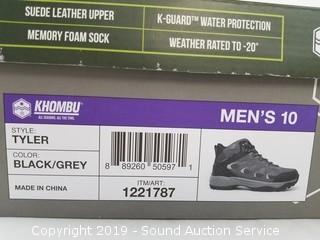 SUEDE LEATHER UPPER
K-GUARD™ WATER PROTECTION
MEMORY FOAM SOCK
WEATHER RATED TO -20°
KHOMBU
ALL SEASONS, ALL THE TIME.
MEN'S 10
STYLE:
TYLER
COLOR:
BLACK/GREY
MADE IN CHINA
8 89260 50597 1
ITM/ART:
1221787
Copyright 2019 - Sound Auction Service